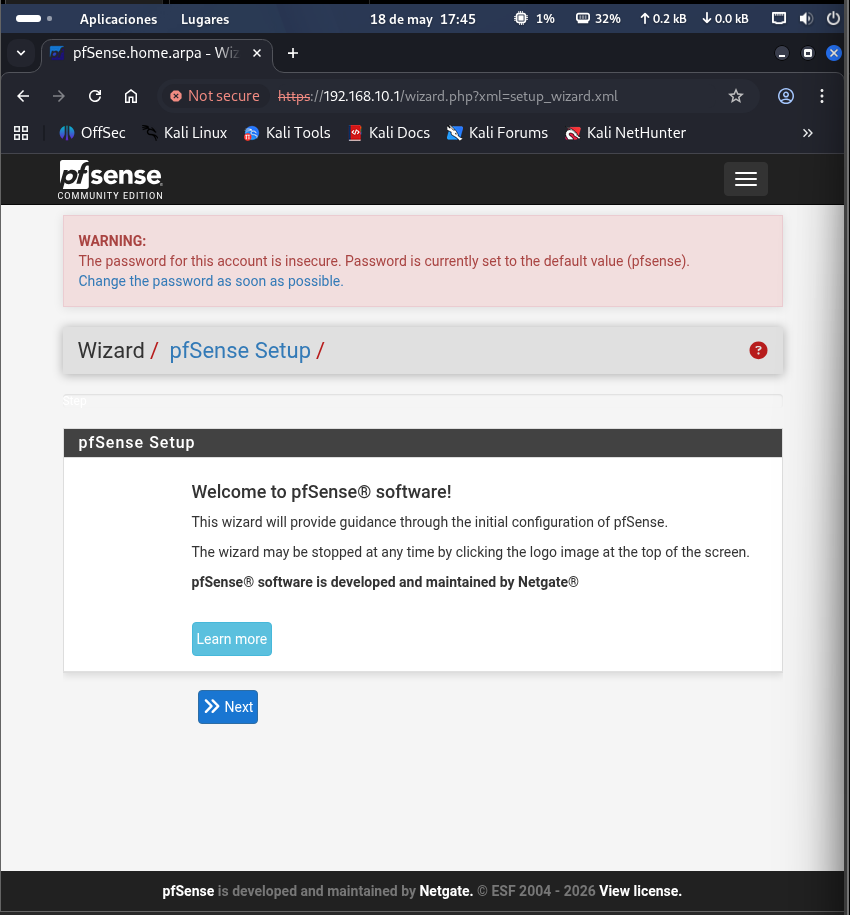 Aplicaciones Lugares 18 de may 17:45 1% 32% 0.2 kB 0.0 kB
pfSense.home.arpa - Wiz
Not secure https://192.168.10.1/wizard.php?xml=setup_wizard.xml
OffSec Kali Linux Kali Tools Kali Docs Kali Forums Kali NetHunter »
pfsense
COMMUNITY EDITION
WARNING:
The password for this account is insecure. Password is currently set to the default value (pfsense).
Change the password as soon as possible.
Wizard / pfSense Setup /
Step
pfSense Setup
Welcome to pfSense® software!
This wizard will provide guidance through the initial configuration of pfSense.
The wizard may be stopped at any time by clicking the logo image at the top of the screen.
pfSense® software is developed and maintained by Netgate®
Learn more
Next
pfSense is developed and maintained by Netgate. © ESF 2004 - 2026 View license.